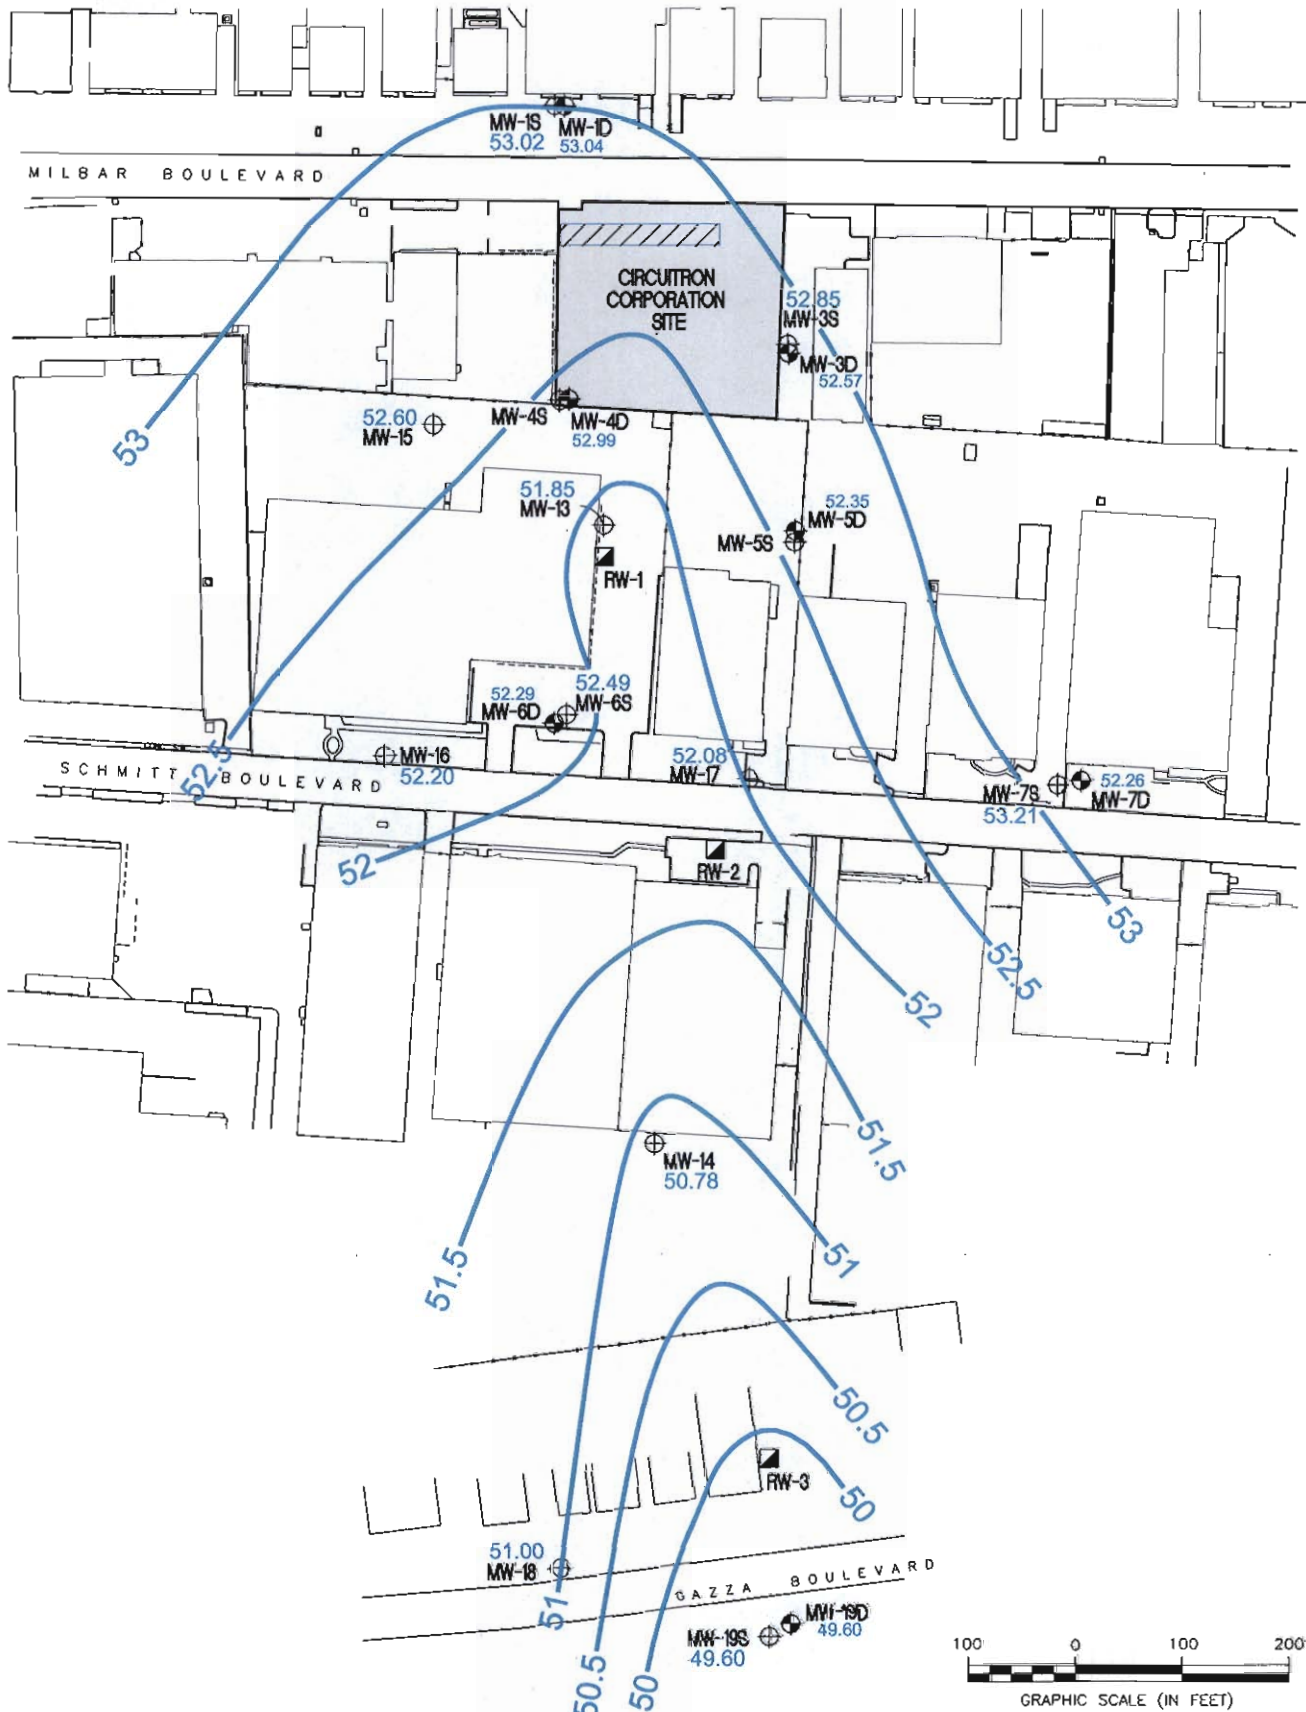 MW-1S
53.02
MW-1D
53.04
MILBAR BOULEVARD
CIRCUITRON
CORPORATION
SITE
52.85
MW-3S
MW-3D
52.57
53
52.60
MW-15
MW-4S
MW-4D
52.99
51.85
MW-13
RW-1
52.35
MW-5D
MW-5S
52.29
MW-6D
52.49
MW-6S
MW-16
52.20
52.5
SCHMITT BOULEVARD
52.08
MW-17
MW-7S
53.21
52.26
MW-7D
52
RW-2
53
52.5
52
51.5
MW-14
50.78
51.5
51
50.5
RW-3
50
51.00
MW-18
51
GAZZA BOULEVARD
MW-19D
49.60
MW-19S
49.60
50.5
50
100 0 100 200
GRAPHIC SCALE (IN FEET)